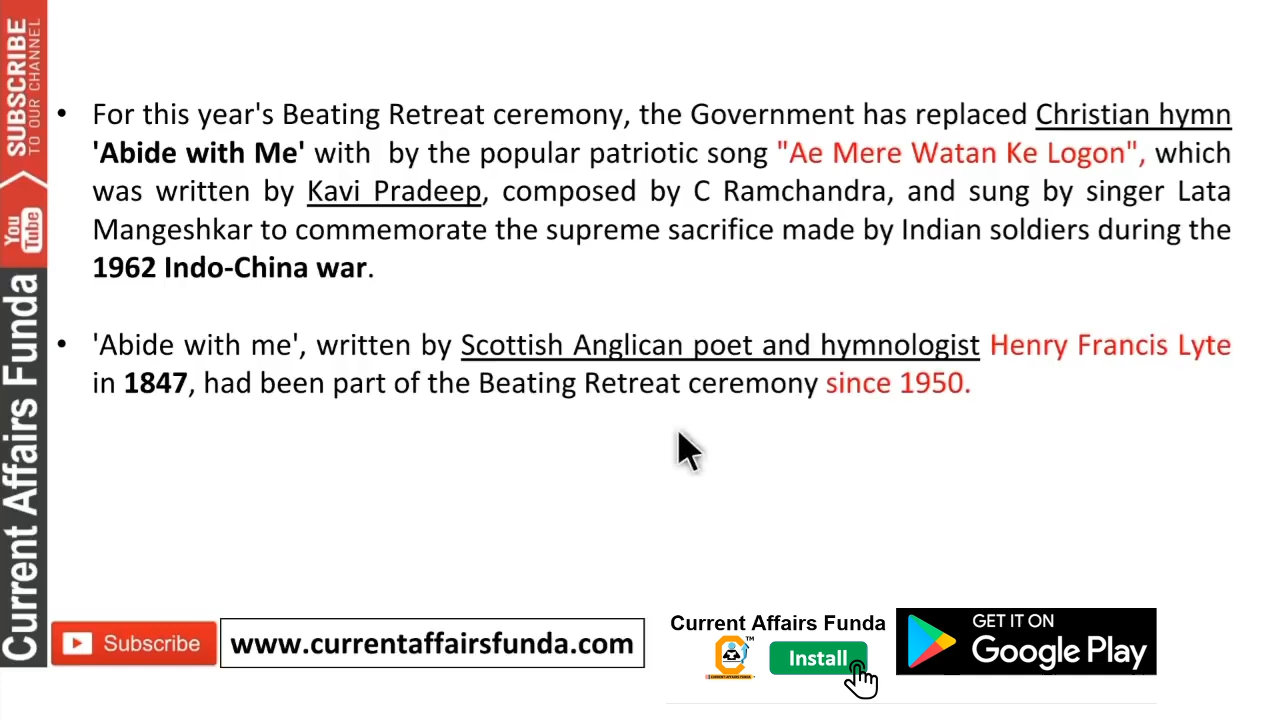 SUBSCRIBE
TO OUR CHANNEL
You
Tube
Current Affairs Funda
• For this year's Beating Retreat ceremony, the Government has replaced Christian hymn
'Abide with Me' with by the popular patriotic song "Ae Mere Watan Ke Logon", which
was written by Kavi Pradeep, composed by C Ramchandra, and sung by singer Lata
Mangeshkar to commemorate the supreme sacrifice made by Indian soldiers during the
1962 Indo-China war.
• 'Abide with me', written by Scottish Anglican poet and hymnologist Henry Francis Lyte
in 1847, had been part of the Beating Retreat ceremony since 1950.
Subscribe
www.currentaffairsfunda.com
Current Affairs Funda
TM
CURRENT AFFAIRS FUNDA
Install
GET IT ON
Google Play